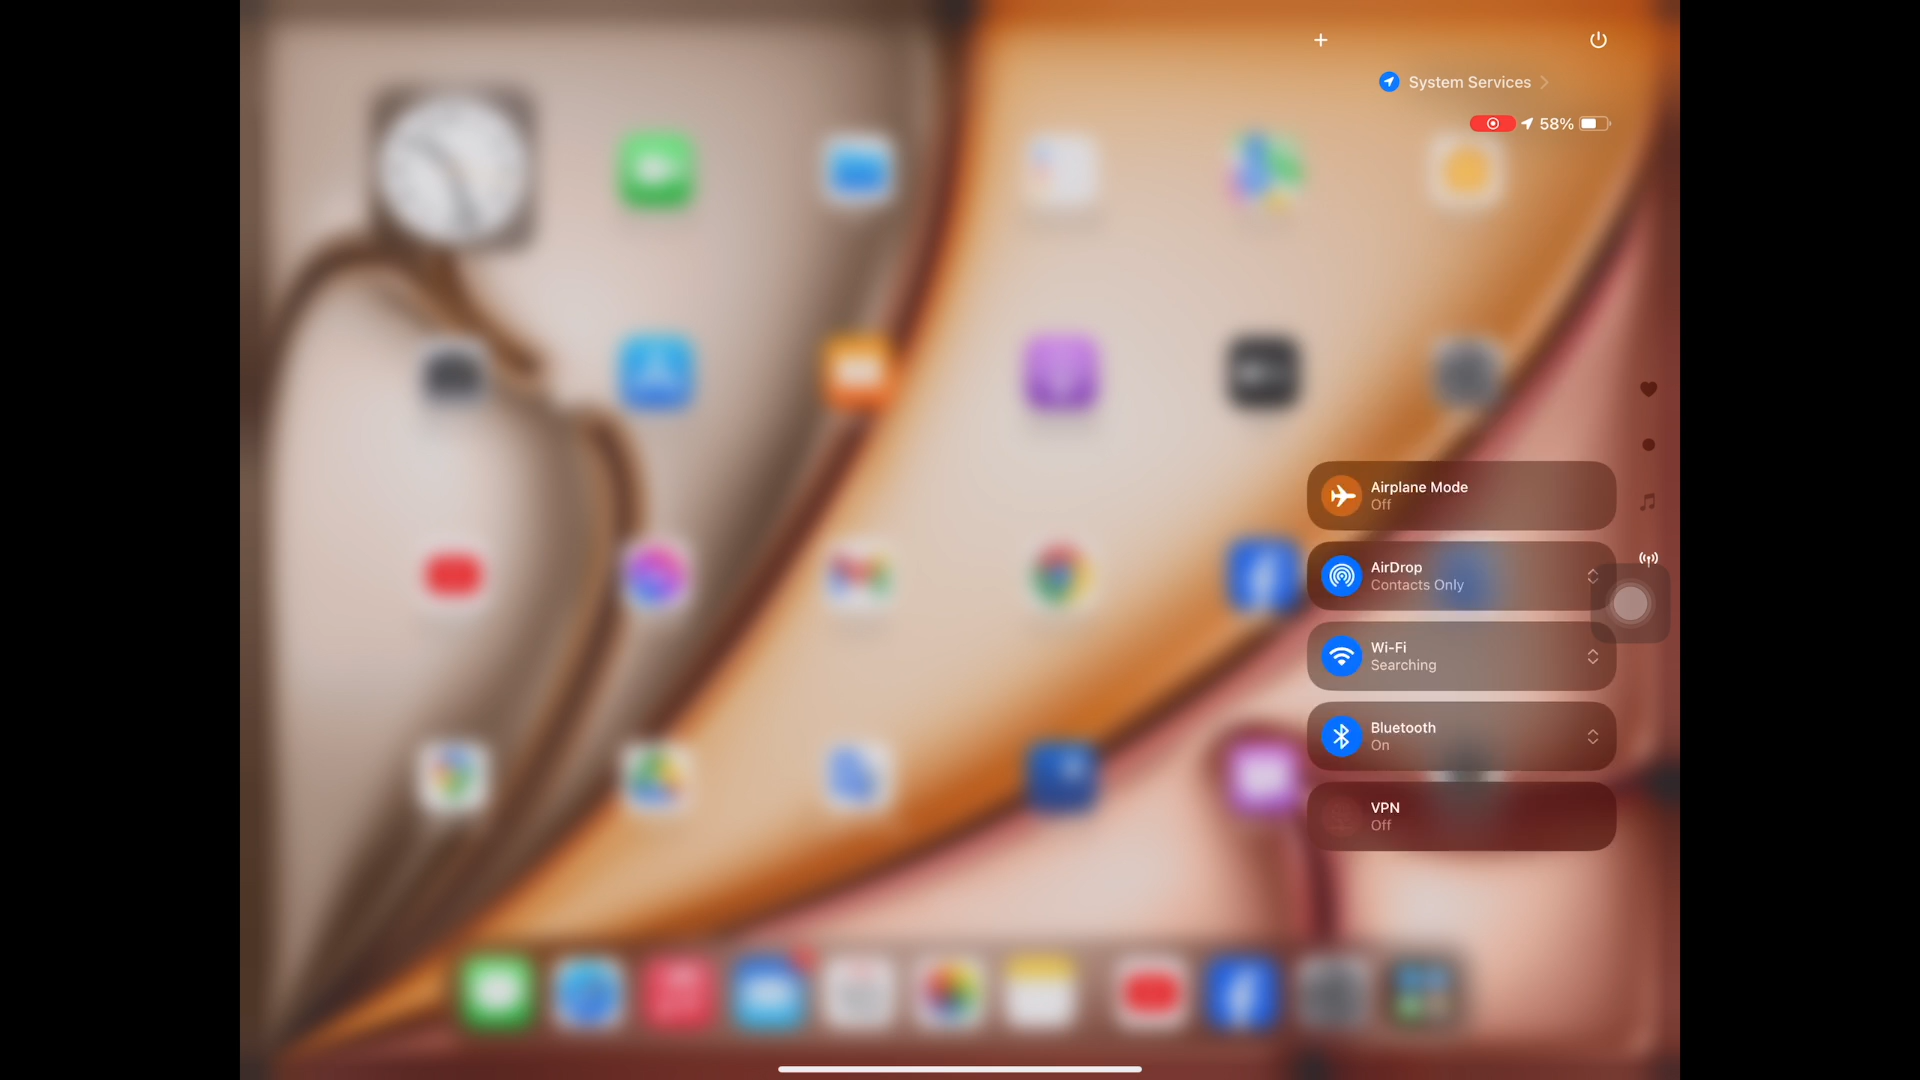 System Services
58%
Airplane Mode
Off
AirDrop
Contacts Only
Wi-Fi
Searching
Bluetooth
On
VPN
Off